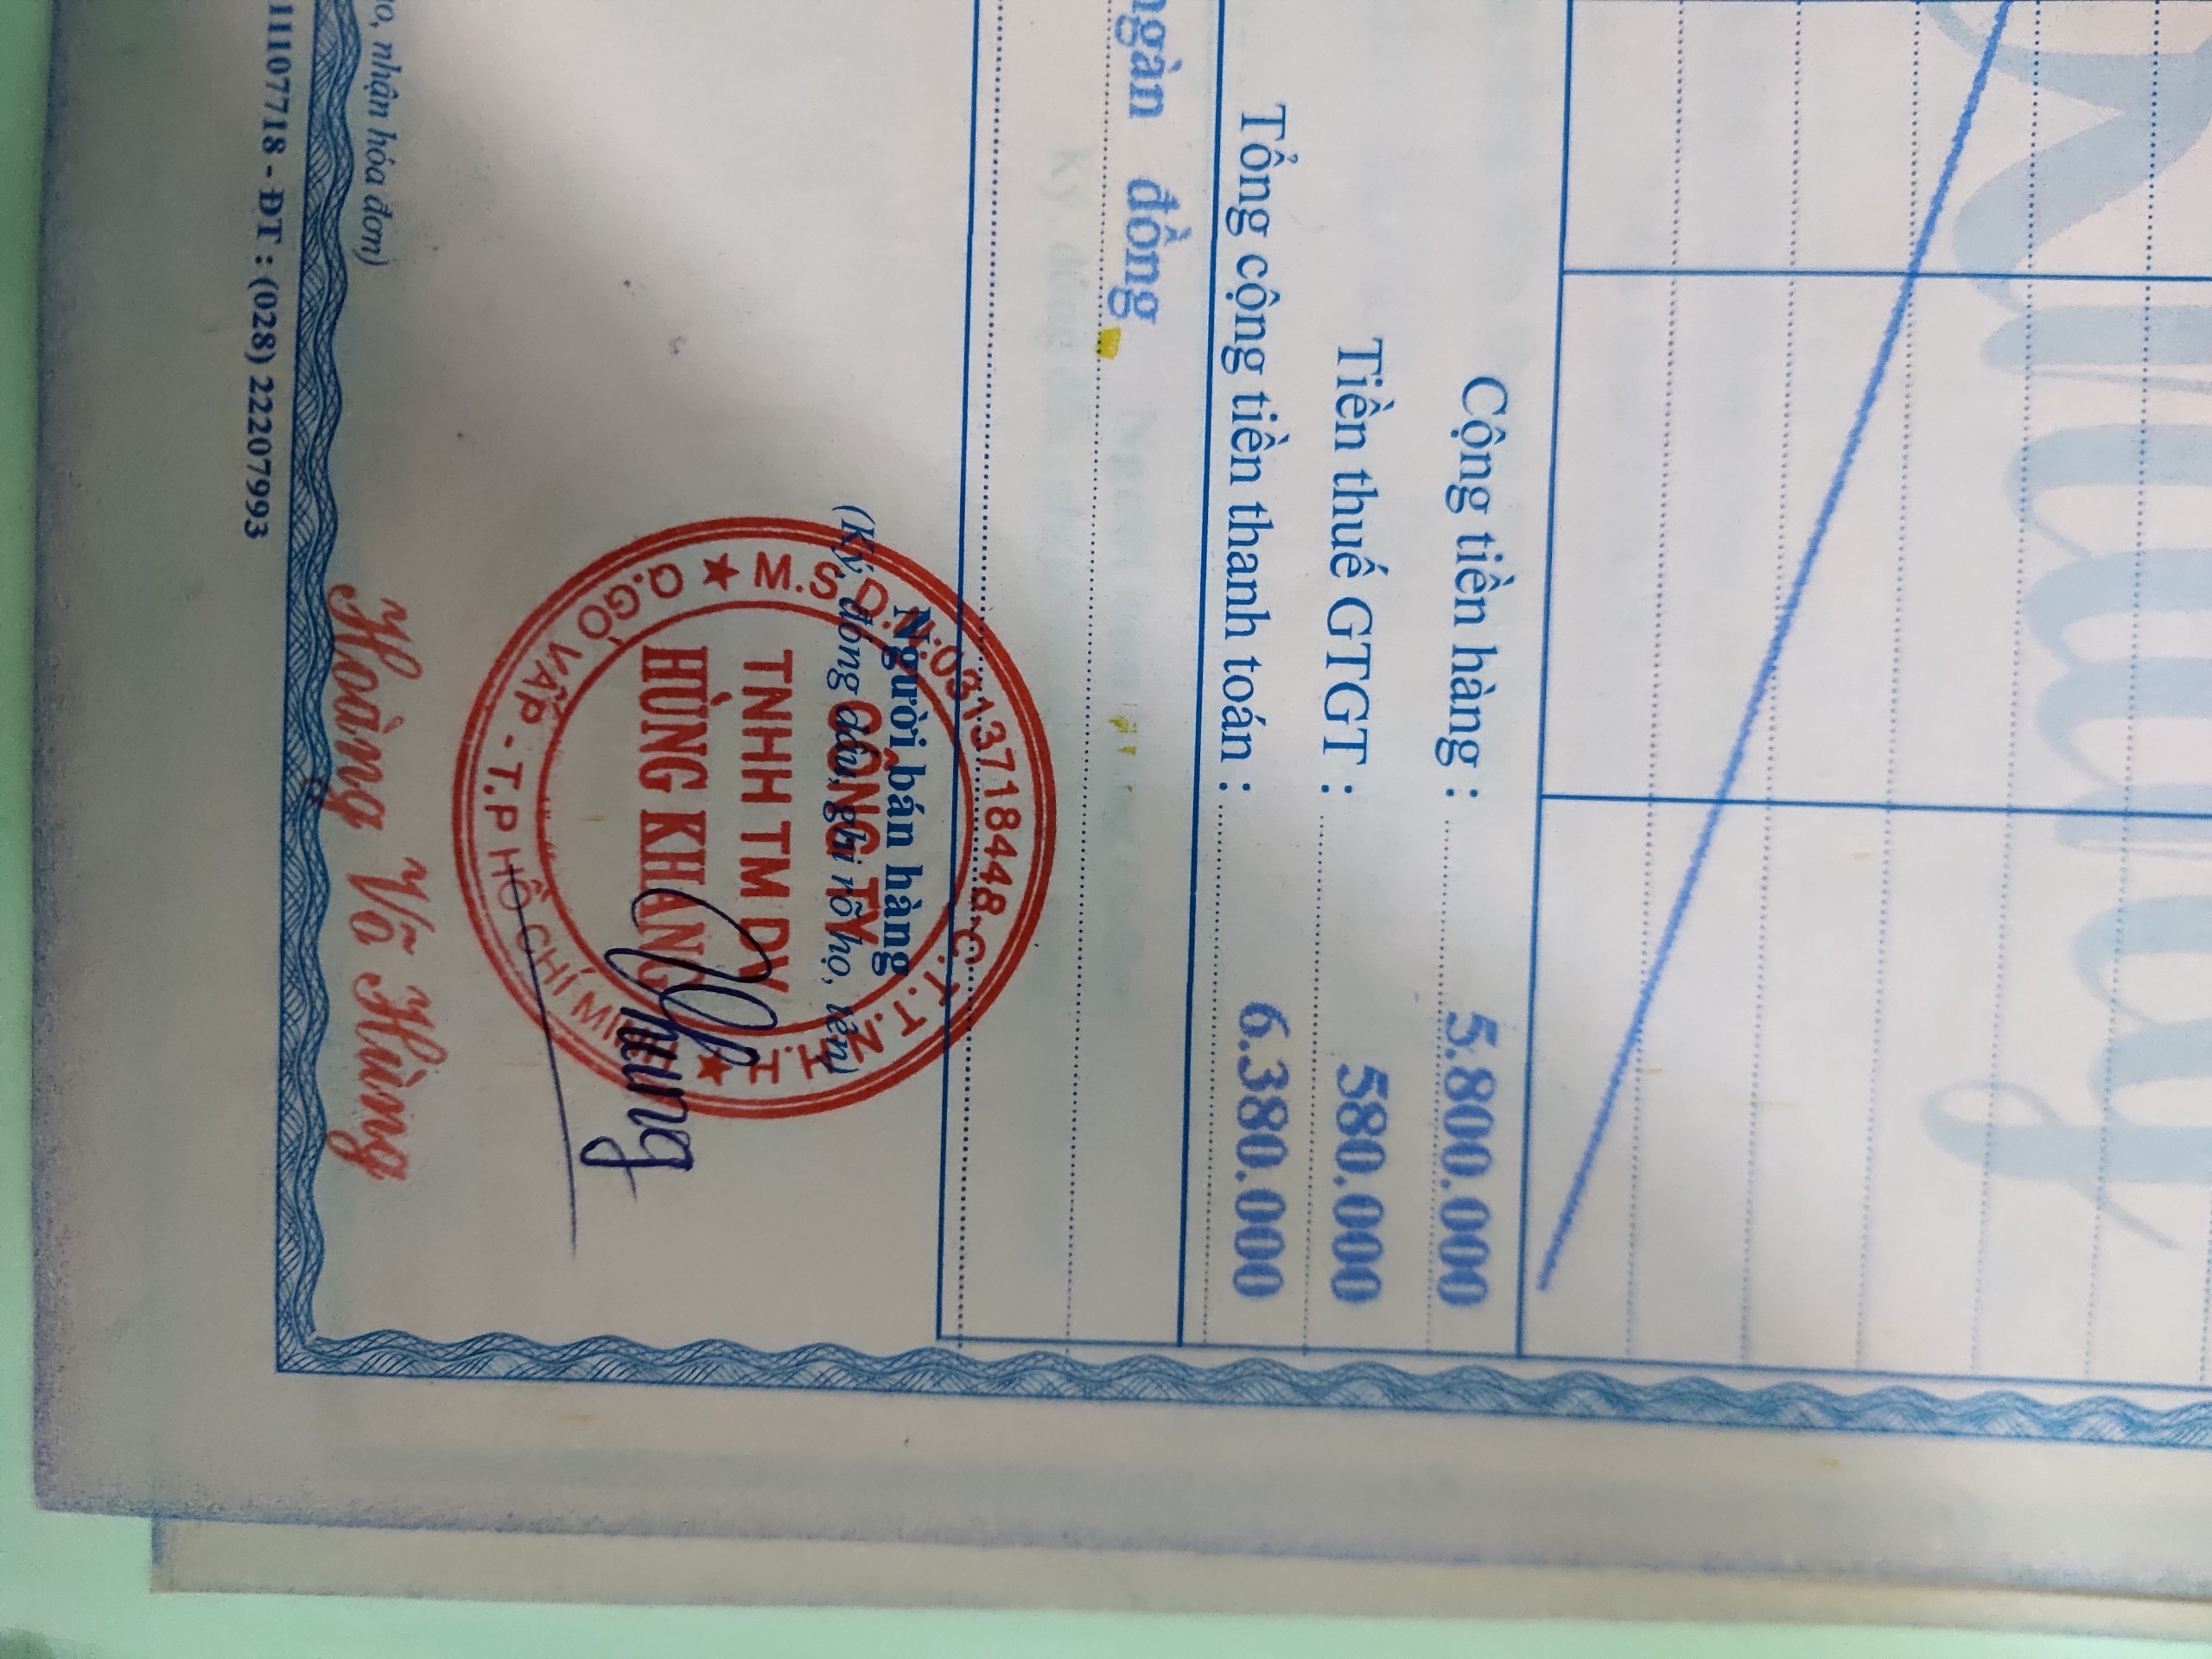 Cộng tiền hàng : 5.800.000
Tiền thuế GTGT : 580.000
Tổng cộng tiền thanh toán : 6.380.000
ngàn đồng
Người bán hàng
(Ký, đóng dấu, ghi rõ họ, tên)
M.S.D.N:0313718448-C.T.T.N.H.H
CÔNG TY
TNHH TM DV
HÙNG KHANG
Q.GÒ VẤP - T.P HỒ CHÍ MINH
Hoàng Võ Hùng
, nhận hóa đơn)
111107718 - ĐT : (028) 22207993